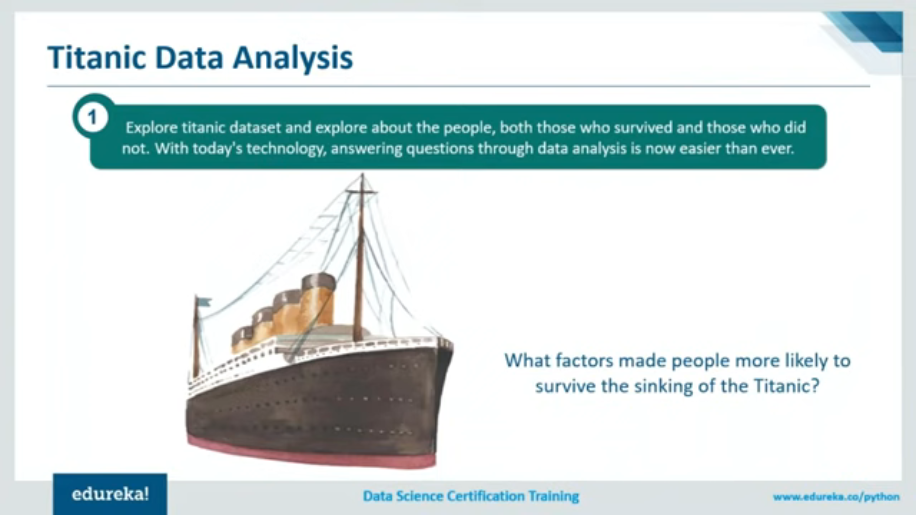 Titanic Data Analysis
1
Explore titanic dataset and explore about the people, both those who survived and those who did
not. With today's technology, answering questions through data analysis is now easier than ever.
What factors made people more likely to
survive the sinking of the Titanic?
edureka!
Data Science Certification Training
www.edureka.co/python